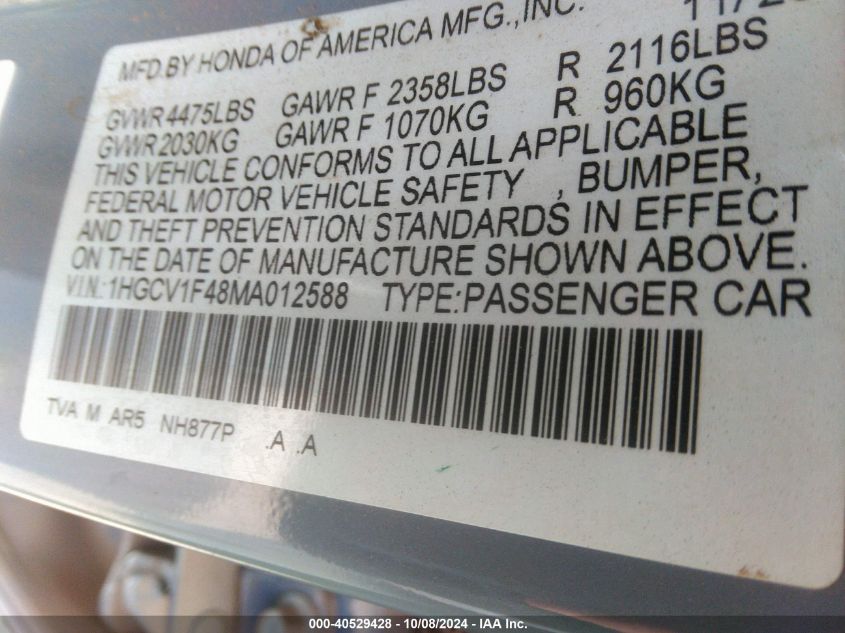 MFD. BY HONDA OF AMERICA MFG., INC.
GVWR 4475LBS GAWR F 2358LBS R 2116LBS
GVWR 2030KG GAWR F 1070KG R 960KG
THIS VEHICLE CONFORMS TO ALL APPLICABLE
FEDERAL MOTOR VEHICLE SAFETY , BUMPER,
AND THEFT PREVENTION STANDARDS IN EFFECT
ON THE DATE OF MANUFACTURE SHOWN ABOVE.
V.I.N.:1HGCV1F48MA012588 TYPE:PASSENGER CAR
TVA M AR5 NH877P .A .A
000-40529428 - 10/08/2024 - IAA Inc.